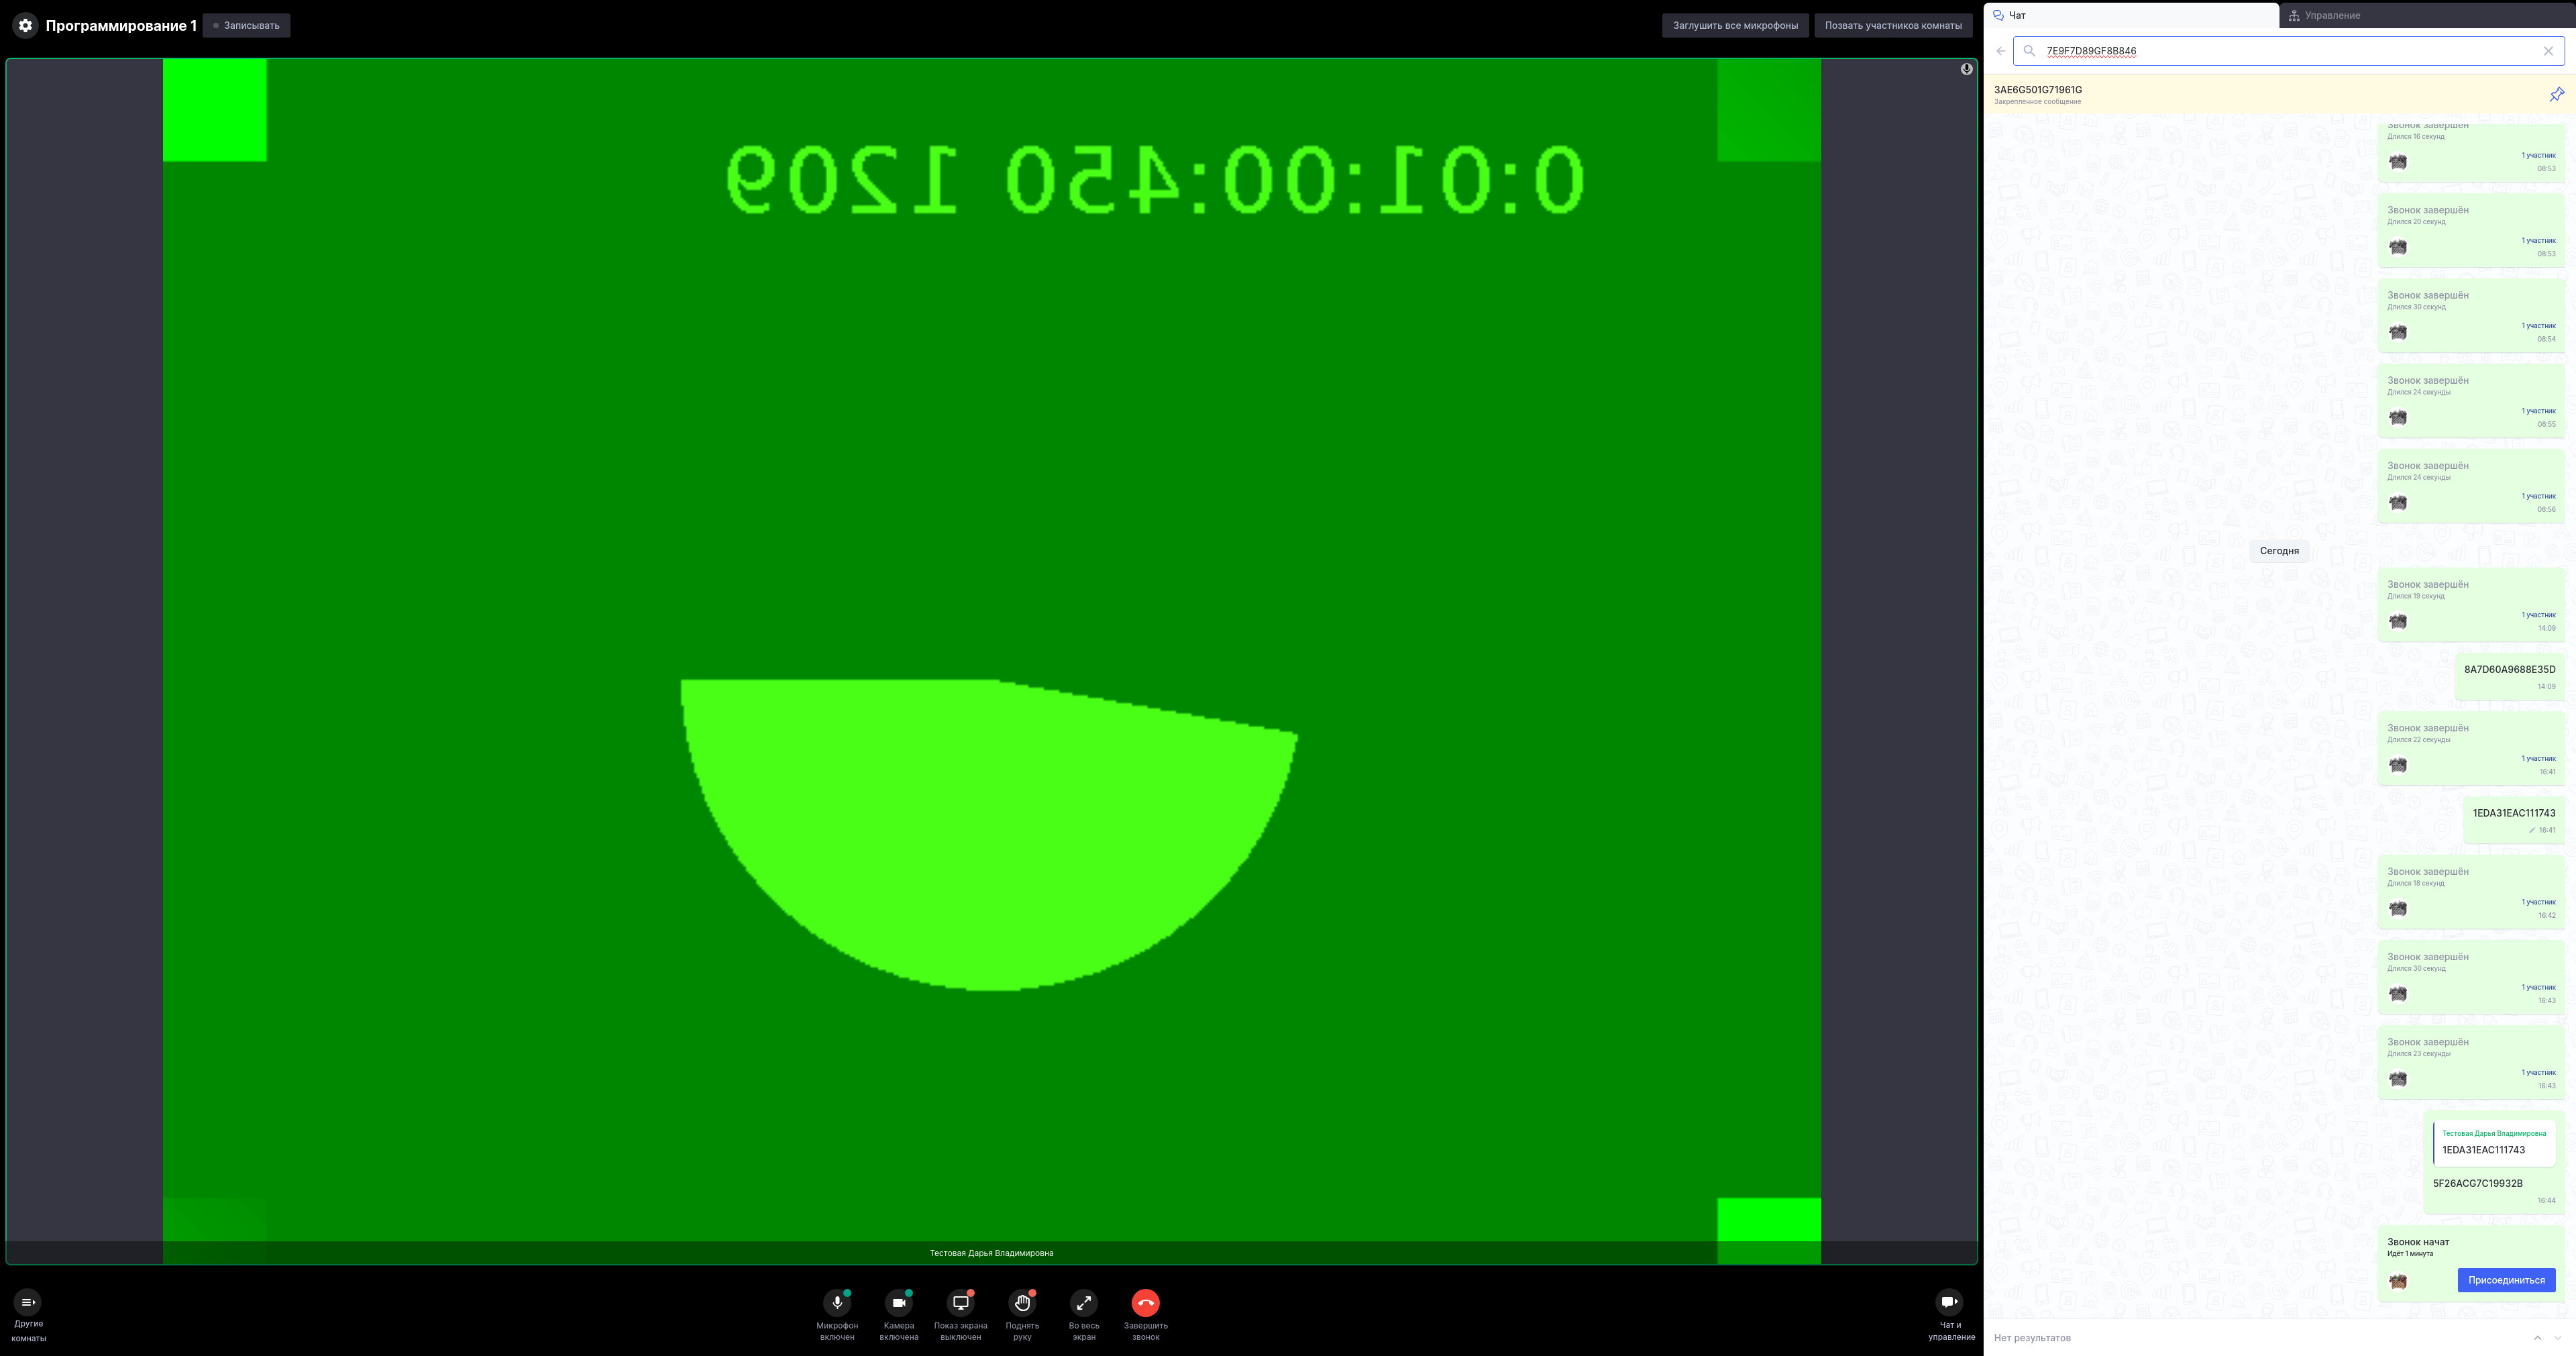 Программирование 1
Записывать
Заглушить все микрофоны
Позвать участников комнаты
0:01:00:450 1209
Тестовая Дарья Владимировна
Другие
комнаты
Микрофон
включен
Камера
включена
Показ экрана
выключен
Поднять
руку
Во весь
экран
Завершить
звонок
Чат и
управление
Чат
Управление
7E9F7D89GF8B846
3AE6G501G71961G
Закрепленное сообщение
Звонок завершён
Длился 16 секунд
1 участник
08:53
Звонок завершён
Длился 20 секунд
1 участник
08:53
Звонок завершён
Длился 30 секунд
1 участник
08:54
Звонок завершён
Длился 24 секунды
1 участник
08:55
Звонок завершён
Длился 24 секунды
1 участник
08:56
Сегодня
Звонок завершён
Длился 19 секунд
1 участник
14:09
8A7D60A9688E35D
14:09
Звонок завершён
Длился 22 секунды
1 участник
16:41
1EDA31EAC111743
16:41
Звонок завершён
Длился 18 секунд
1 участник
16:42
Звонок завершён
Длился 30 секунд
1 участник
16:43
Звонок завершён
Длился 23 секунды
1 участник
16:43
Тестовая Дарья Владимировна
1EDA31EAC111743
5F26ACG7C19932B
16:44
Звонок начат
Идёт 1 минута
Присоединиться
Нет результатов